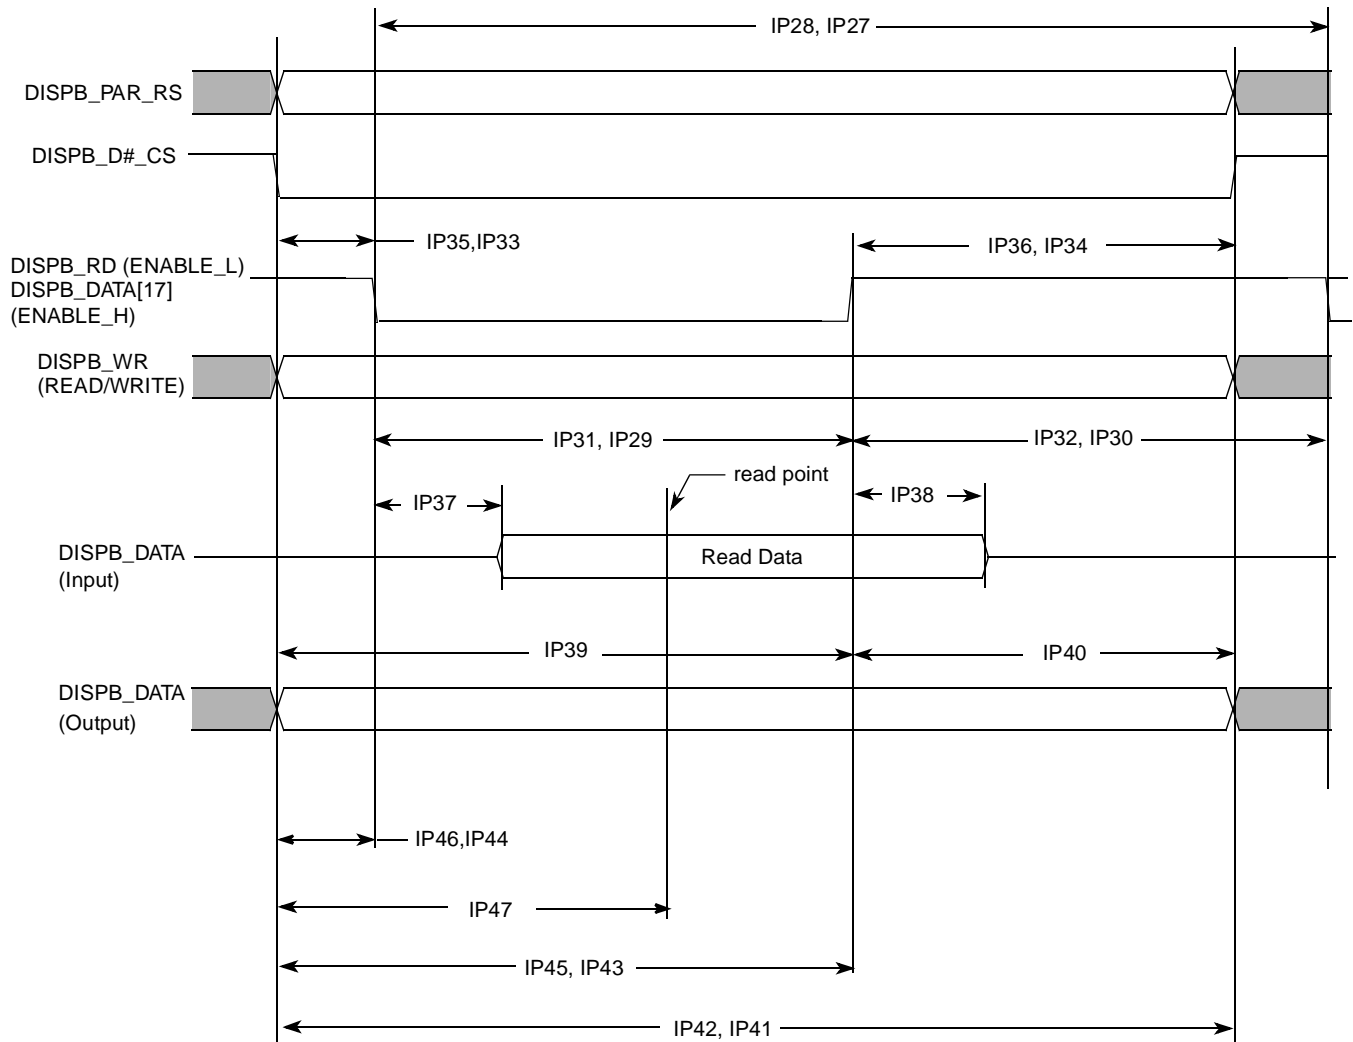 IP28, IP27
DISPB_PAR_RS
DISPB_D#_CS
IP35,IP33
IP36, IP34
DISPB_RD (ENABLE_L)
DISPB_DATA[17]
(ENABLE_H)
DISPB_WR
(READ/WRITE)
IP31, IP29
IP32, IP30
read point
IP37
IP38
DISPB_DATA
(Input)
Read Data
IP39
IP40
DISPB_DATA
(Output)
IP46,IP44
IP47
IP45, IP43
IP42, IP41